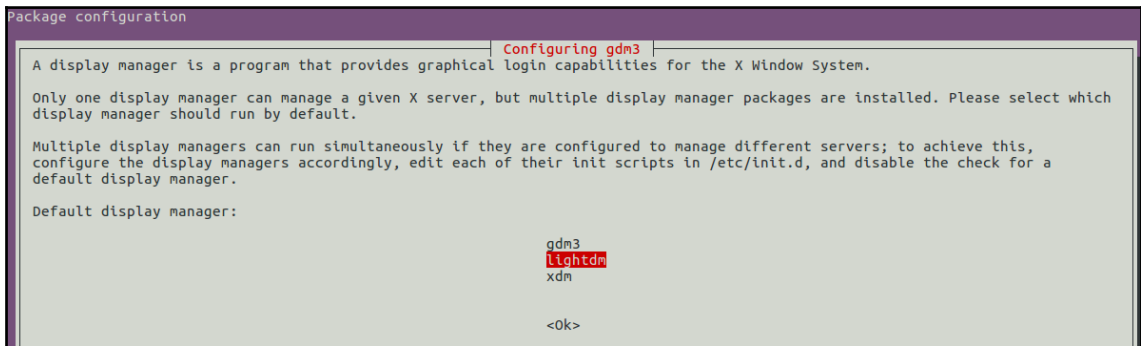 Package configuration
Configuring gdm3
A display manager is a program that provides graphical login capabilities for the X Window System.
Only one display manager can manage a given X server, but multiple display manager packages are installed. Please select which
display manager should run by default.
Multiple display managers can run simultaneously if they are configured to manage different servers; to achieve this,
configure the display managers accordingly, edit each of their init scripts in /etc/init.d, and disable the check for a
default display manager.
Default display manager:
gdm3
lightdm
xdm
<Ok>